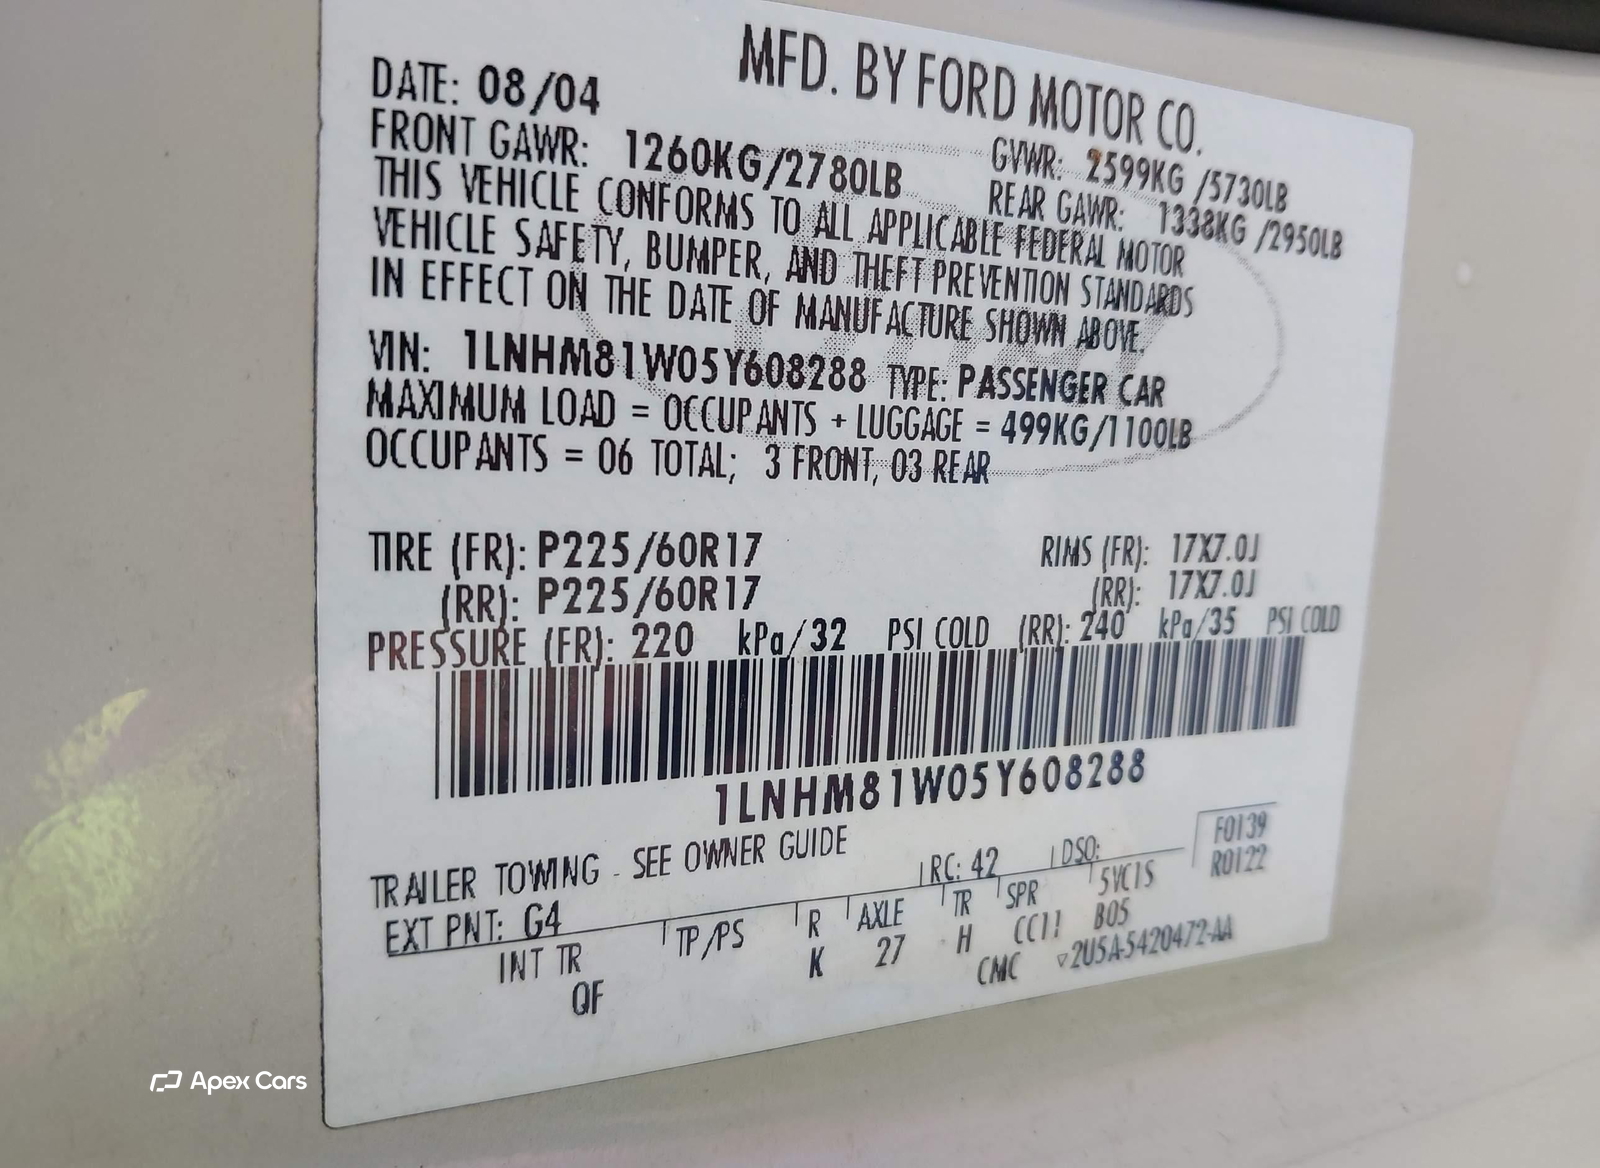 MFD. BY FORD MOTOR CO.
DATE: 08/04
GVWR: 2599KG /5730LB
FRONT GAWR: 1260KG/2780LB
REAR GAWR: 1338KG /2950LB
THIS VEHICLE CONFORMS TO ALL APPLICABLE FEDERAL MOTOR
VEHICLE SAFETY, BUMPER, AND THEFT PREVENTION STANDARDS
IN EFFECT ON THE DATE OF MANUFACTURE SHOWN ABOVE.
VIN: 1LNHM81W05Y608288 TYPE: PASSENGER CAR
MAXIMUM LOAD = OCCUPANTS + LUGGAGE = 499KG/1100LB
OCCUPANTS = 06 TOTAL; 3 FRONT, 03 REAR
TIRE (FR): P225/60R17 RIMS (FR): 17X7.0J
(RR): P225/60R17 (RR): 17X7.0J
PRESSURE (FR): 220 kPa/32 PSI COLD (RR): 240 kPa/35 PSI COLD
1LNHM81W05Y608288
TRAILER TOWING - SEE OWNER GUIDE
F0139
R0122
EXT PNT: G4 RC: 42 DSO:
INT TR TP/PS R AXLE TR SPR 5VC1S
QF K 27 H CC11 B05
CMC ▽2U5A-5420472-AA
Apex Cars